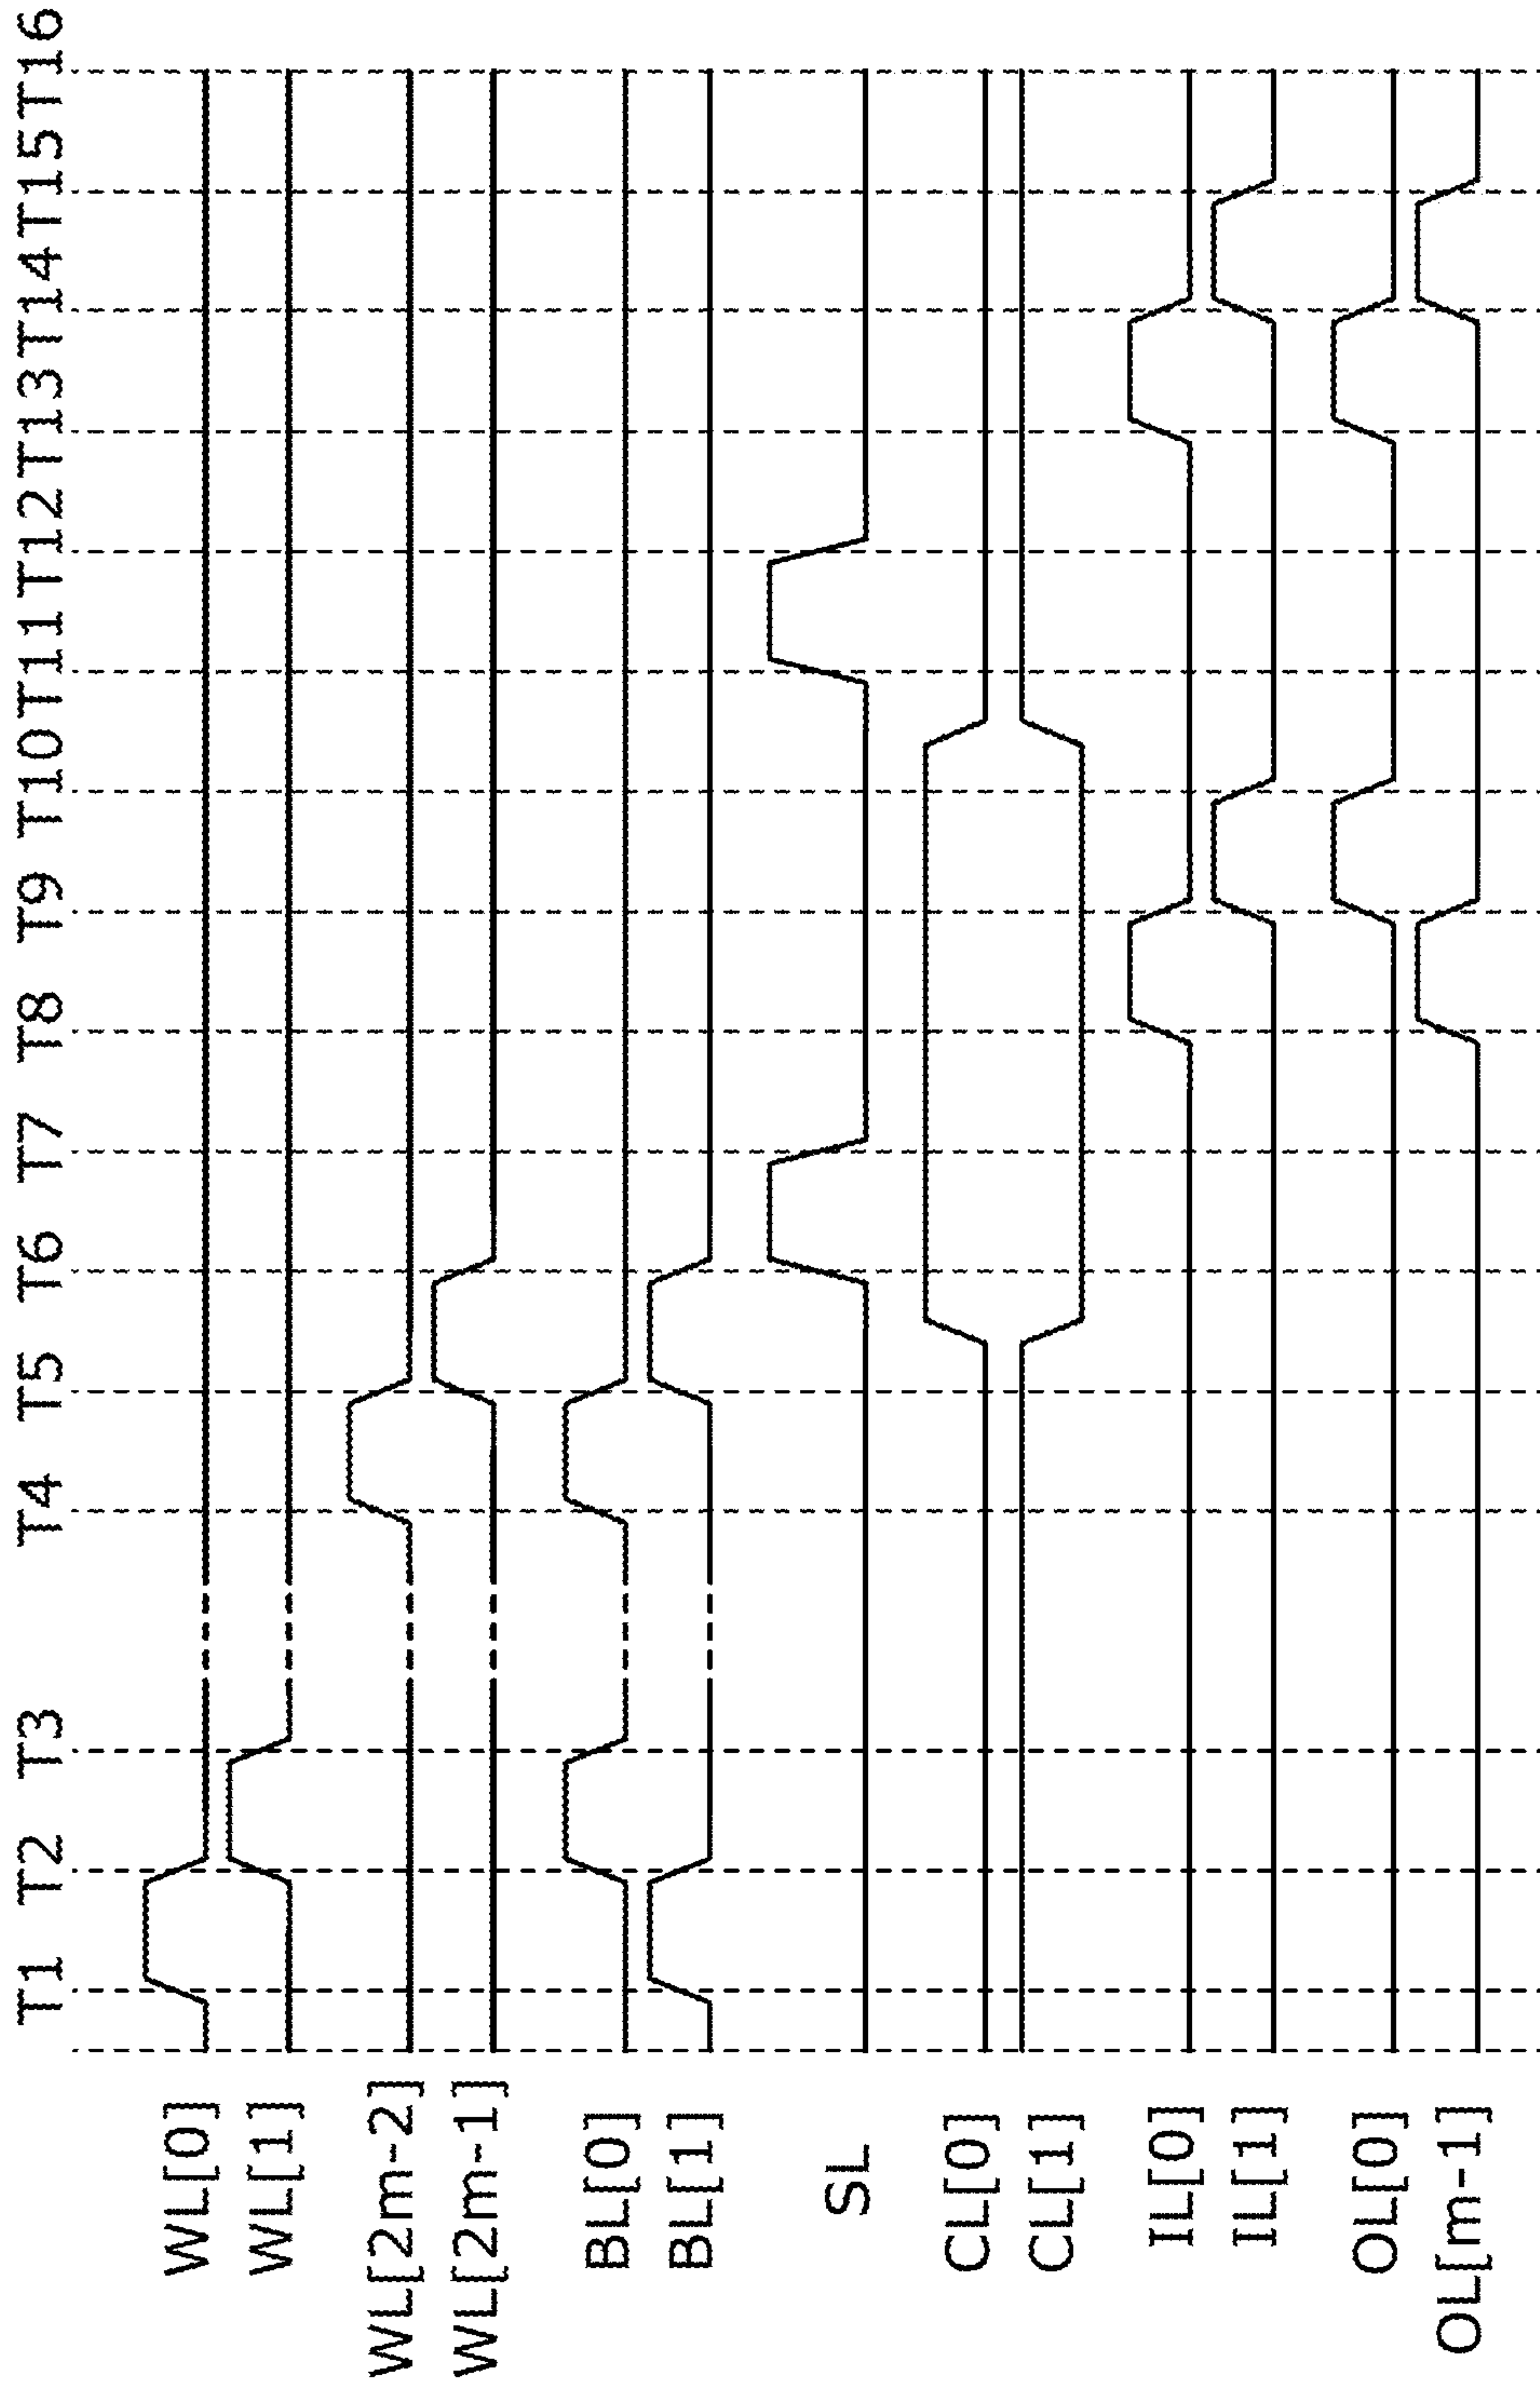 T1 T2 T3 T4 T5 T6 T7 T8 T9 T10 T11 T12 T13 T14 T15 T16
WL[0]
WL[1]
WL[2m-2]
WL[2m-1]
BL[0]
BL[1]
SL
CL[0]
CL[1]
IL[0]
IL[1]
OL[0]
OL[m-1]